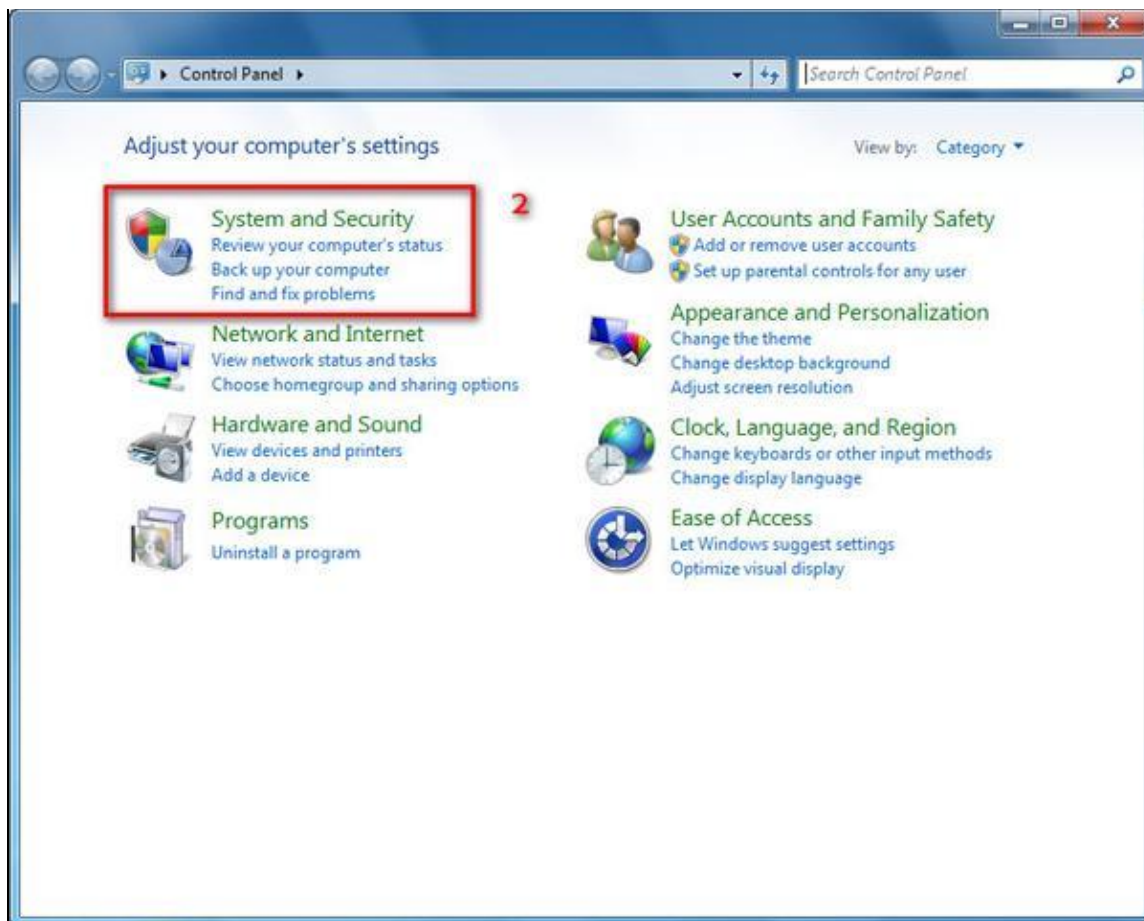 Control Panel
Search Control Panel
Adjust your computer's settings
View by: Category
2
System and Security
Review your computer's status
Back up your computer
Find and fix problems
Network and Internet
View network status and tasks
Choose homegroup and sharing options
Hardware and Sound
View devices and printers
Add a device
Programs
Uninstall a program
User Accounts and Family Safety
Add or remove user accounts
Set up parental controls for any user
Appearance and Personalization
Change the theme
Change desktop background
Adjust screen resolution
Clock, Language, and Region
Change keyboards or other input methods
Change display language
Ease of Access
Let Windows suggest settings
Optimize visual display